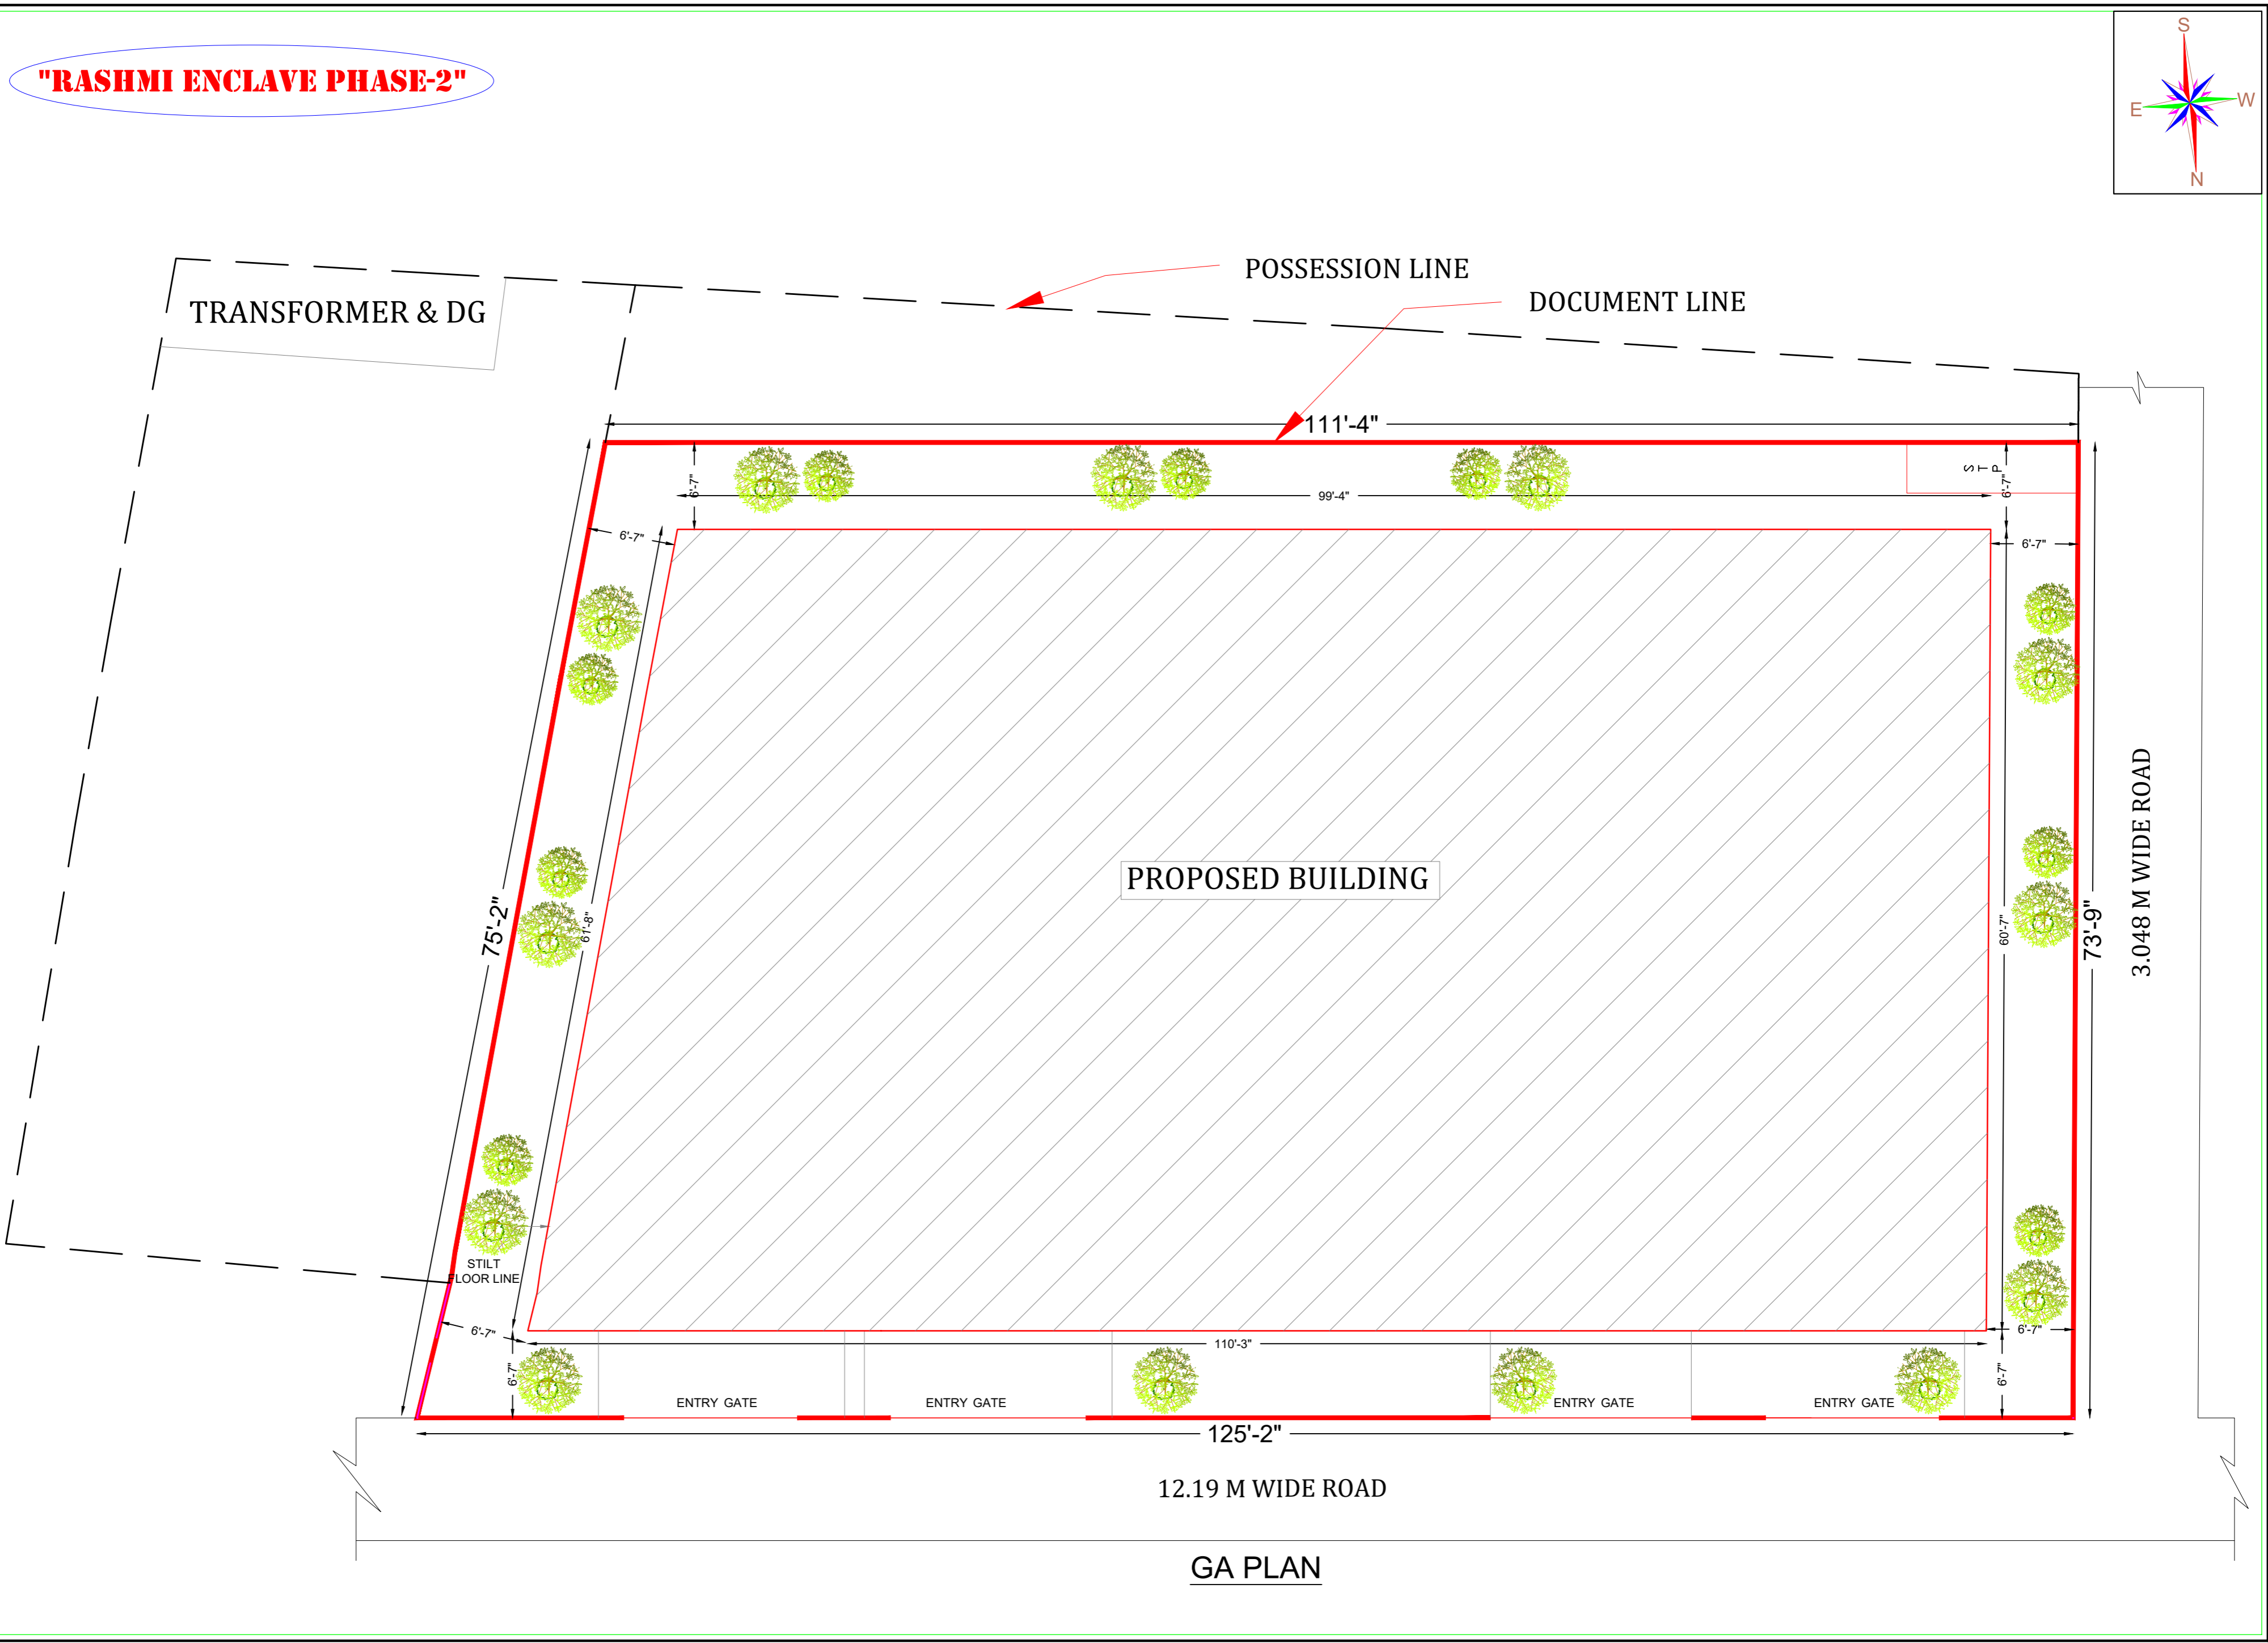 "RASHMI ENCLAVE PHASE-2"
S
E
W
N
POSSESSION LINE
DOCUMENT LINE
TRANSFORMER & DG
111'-4"
S
T
P
6'-7"
6'-7"
99'-4"
6'-7"
6'-7"
PROPOSED BUILDING
75'-2"
61'-8"
60'-7"
73'-9"
3.048 M WIDE ROAD
STILT
FLOOR LINE
6'-7"
6'-7"
110'-3"
6'-7"
6'-7"
ENTRY GATE
ENTRY GATE
ENTRY GATE
ENTRY GATE
125'-2"
12.19 M WIDE ROAD
GA PLAN